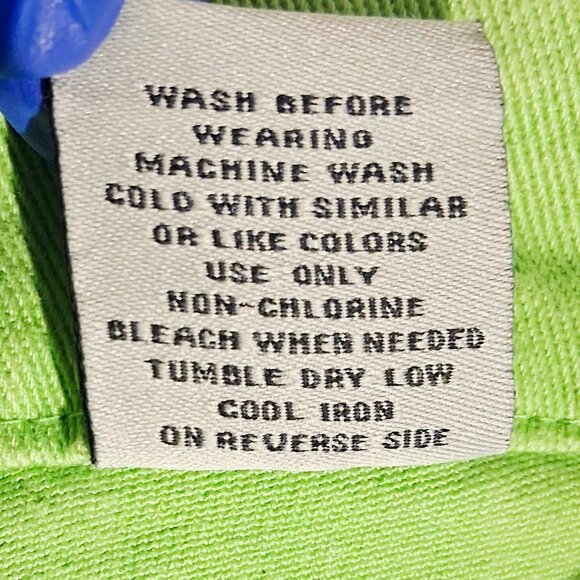 WASH BEFORE
WEARING
MACHINE WASH
COLD WITH SIMILAR
OR LIKE COLORS
USE ONLY
NON-CHLORINE
BLEACH WHEN NEEDED
TUMBLE DRY LOW
COOL IRON
ON REVERSE SIDE